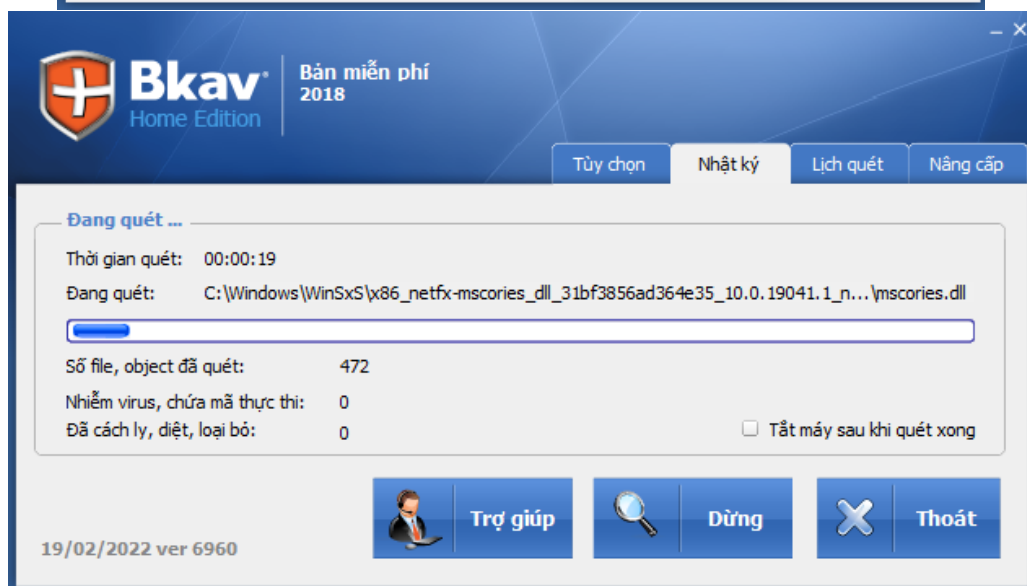 Bkav
Home Edition
Bản miễn phí
2018
Tùy chọn Nhật ký Lịch quét Nâng cấp
Đang quét ...
Thời gian quét: 00:00:19
Đang quét: C:\Windows\WinSxS\x86_netfx-mscories_dll_31bf3856ad364e35_10.0.19041.1_n...\mscories.dll
Số file, object đã quét: 472
Nhiễm virus, chứa mã thực thi: 0
Đã cách ly, diệt, loại bỏ: 0
Tắt máy sau khi quét xong
Trợ giúp Dừng Thoát
19/02/2022 ver 6960